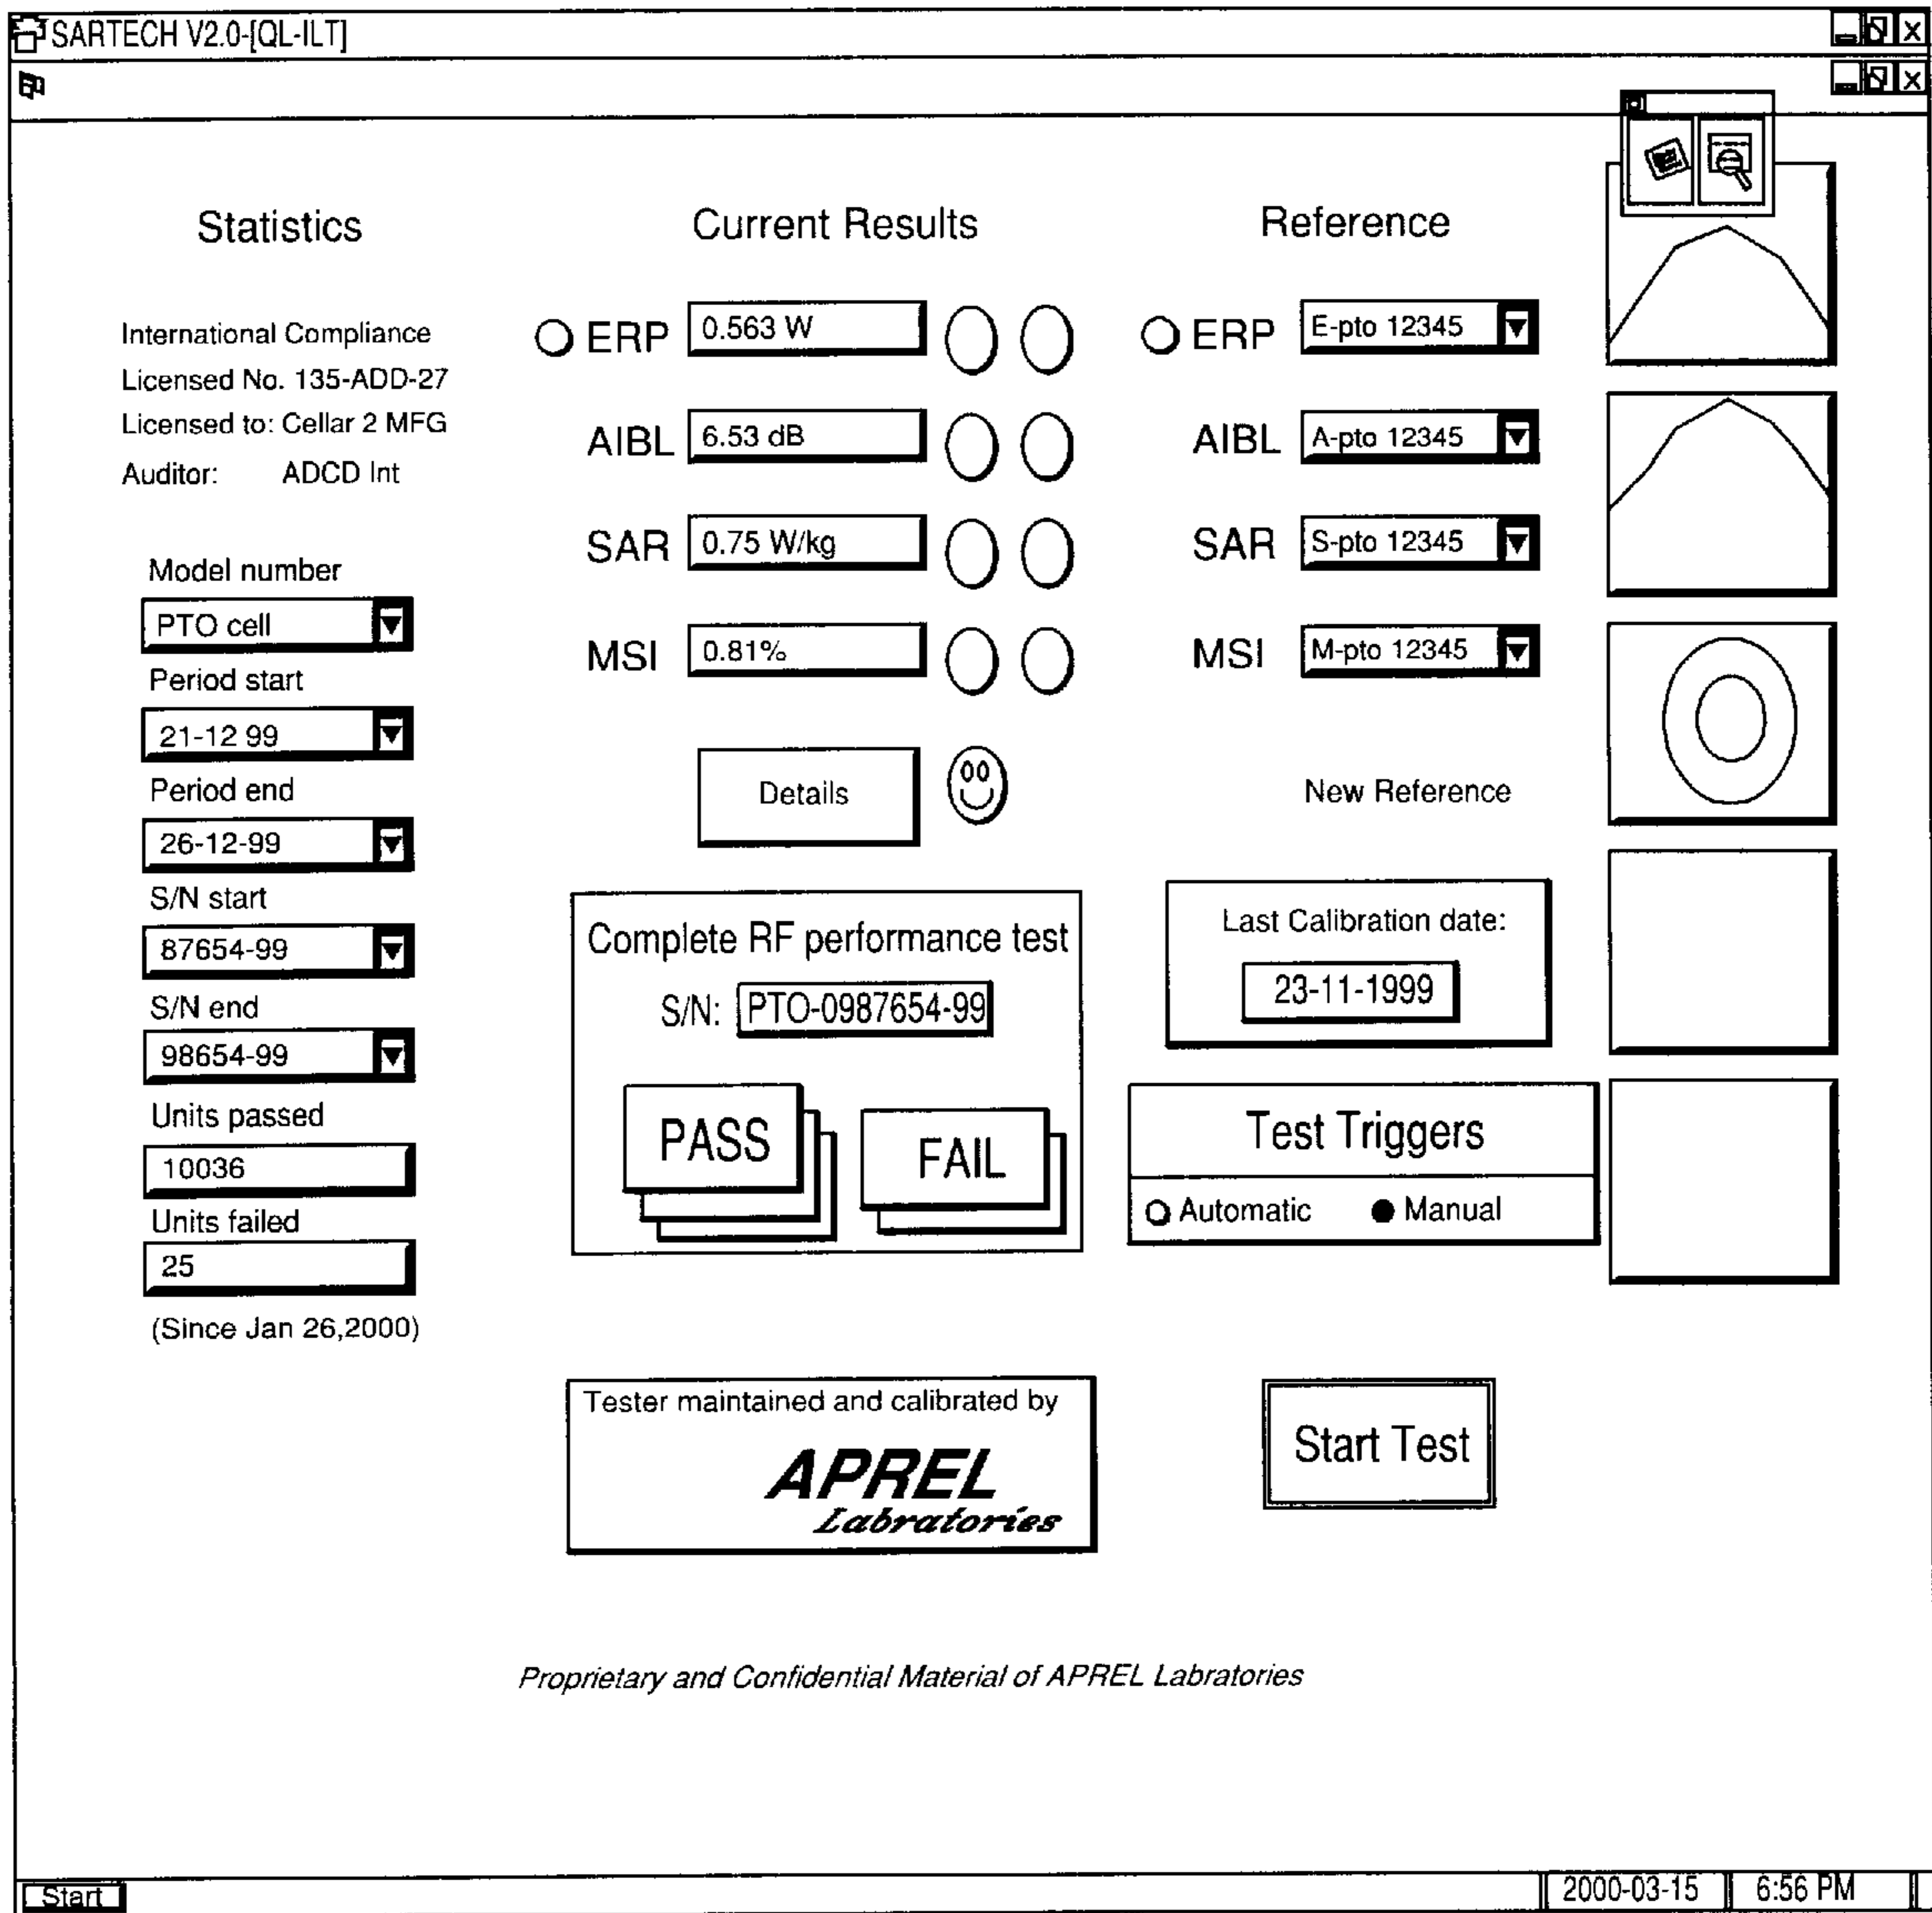 SARTECH V2.0-[QL-ILT]
Statistics
International Compliance
Licensed No. 135-ADD-27
Licensed to: Cellar 2 MFG
Auditor: ADCD Int
Model number
PTO cell
Period start
21-12 99
Period end
26-12-99
S/N start
87654-99
S/N end
98654-99
Units passed
10036
Units failed
25
(Since Jan 26,2000)
Current Results
ERP 0.563 W
AIBL 6.53 dB
SAR 0.75 W/kg
MSI 0.81%
Details
Complete RF performance test
S/N: PTO-0987654-99
PASS FAIL
Reference
ERP E-pto 12345
AIBL A-pto 12345
SAR S-pto 12345
MSI M-pto 12345
New Reference
Last Calibration date:
23-11-1999
Test Triggers
Automatic Manual
Tester maintained and calibrated by
APREL
Labratories
Start Test
Proprietary and Confidential Material of APREL Labratories
Start 2000-03-15 6:56 PM